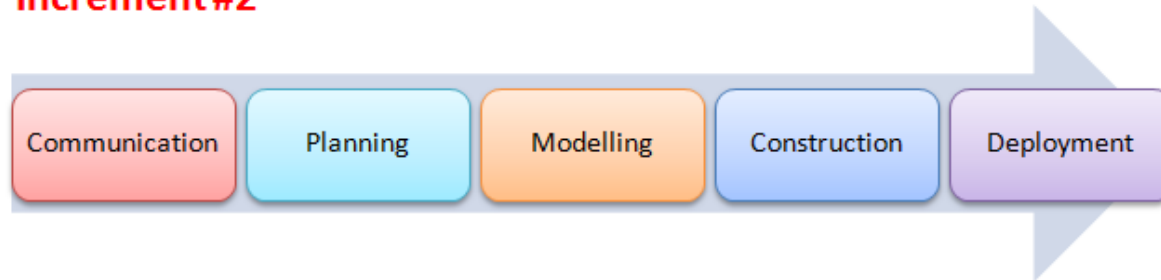 Increment#2
Communication
Planning
Modelling
Construction
Deployment